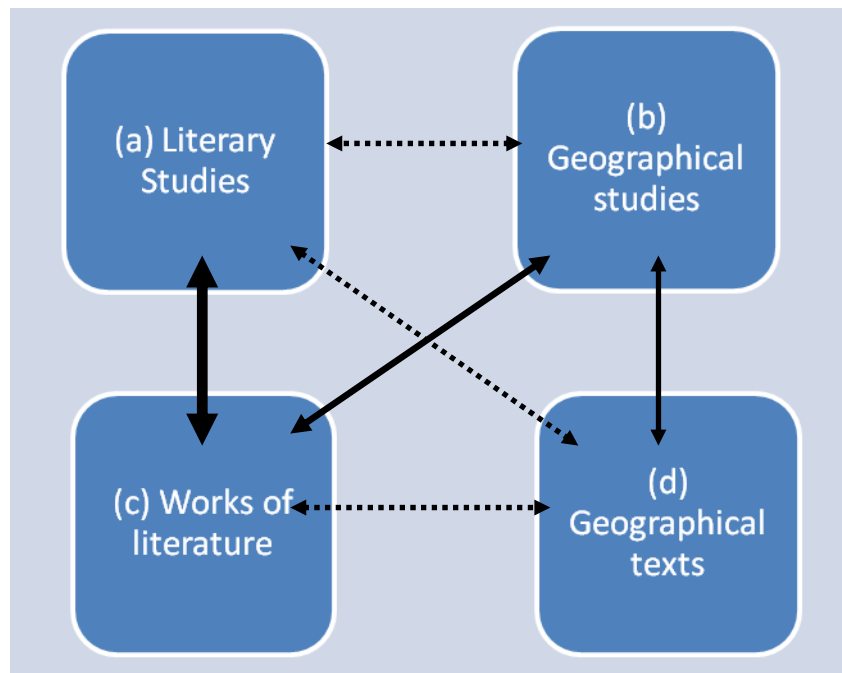 (a) Literary
Studies
(b)
Geographical
studies
(c) Works of
literature
(d)
Geographical
texts